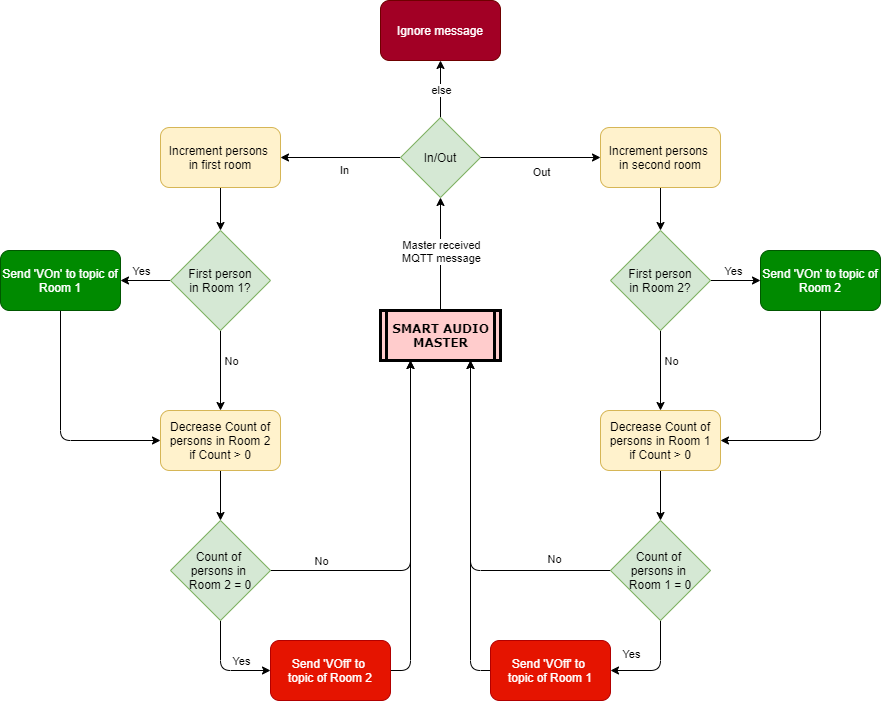 Ignore message
else
Increment persons
in first room
In/Out
Increment persons
in second room
In
Out
Master received
MQTT message
Send 'VOn' to topic of
Room 1
Yes
First person
in Room 1?
First person
in Room 2?
Yes
Send 'VOn' to topic of
Room 2
SMART AUDIO
MASTER
No
No
Decrease Count of
persons in Room 2
if Count > 0
Decrease Count of
persons in Room 1
if Count > 0
Count of
persons in
Room 2 = 0
No
No
Count of
persons in
Room 1 = 0
Yes
Send 'VOff' to
topic of Room 2
Send 'VOff' to
topic of Room 1
Yes